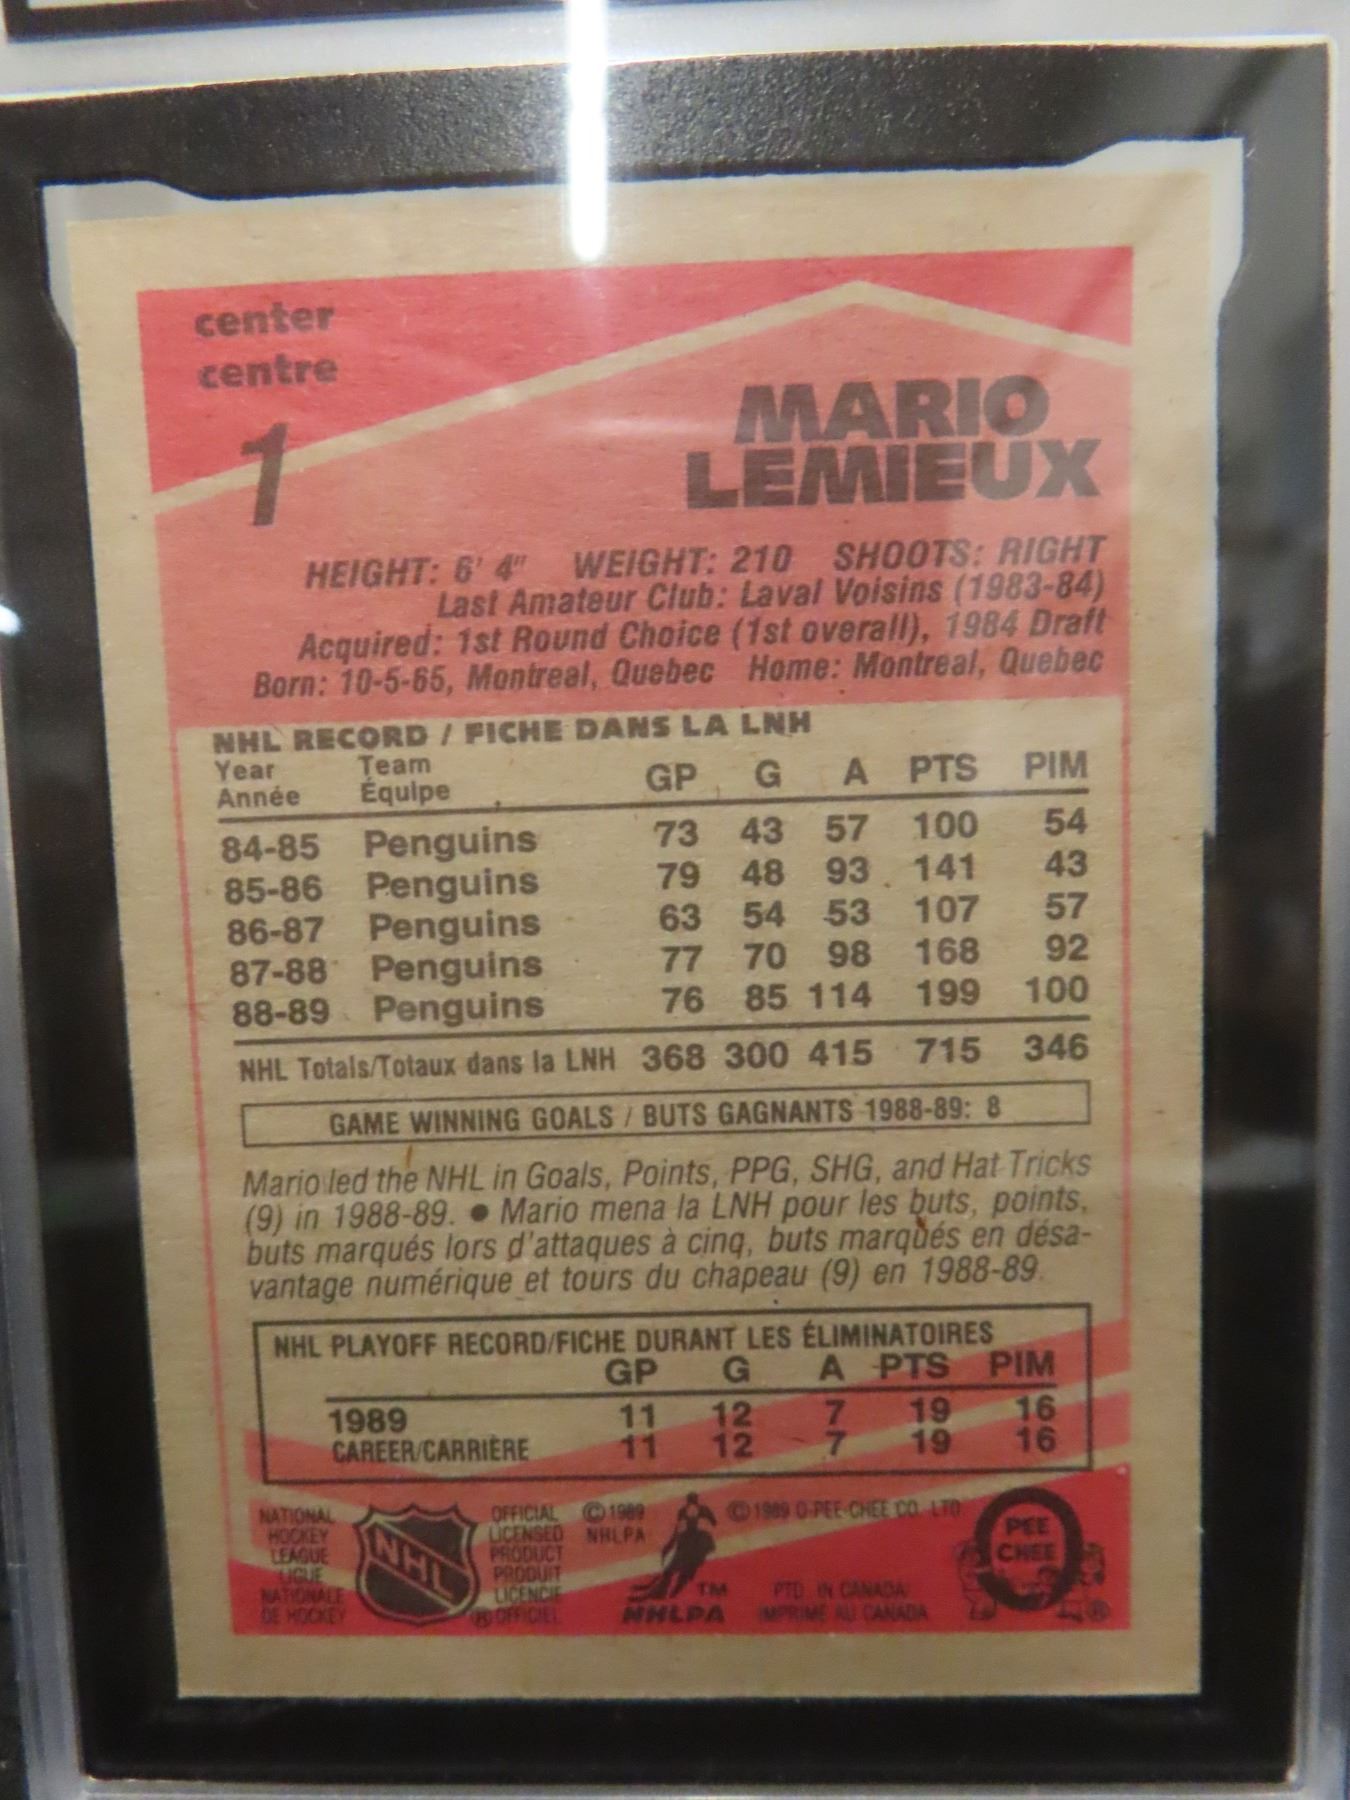 center
centre
1
MARIO
LEMIEUX
HEIGHT: 6' 4" WEIGHT: 210 SHOOTS: RIGHT
Last Amateur Club: Laval Voisins (1983-84)
Acquired: 1st Round Choice (1st overall), 1984 Draft
Born: 10-5-65, Montreal, Quebec Home: Montreal, Quebec
NHL RECORD / FICHE DANS LA LNH
Year Team GP G A PTS PIM
Année Équipe
84-85 Penguins 73 43 57 100 54
85-86 Penguins 79 48 93 141 43
86-87 Penguins 63 54 53 107 57
87-88 Penguins 77 70 98 168 92
88-89 Penguins 76 85 114 199 100
NHL Totals/Totaux dans la LNH 368 300 415 715 346
GAME WINNING GOALS / BUTS GAGNANTS 1988-89: 8
Mario led the NHL in Goals, Points, PPG, SHG, and Hat Tricks
(9) in 1988-89. ● Mario mena la LNH pour les buts, points,
buts marqués lors d'attaques à cinq, buts marqués en désa-
vantage numérique et tours du chapeau (9) en 1988-89.
NHL PLAYOFF RECORD/FICHE DURANT LES ÉLIMINATOIRES
GP G A PTS PIM
1989 11 12 7 19 16
CAREER/CARRIÈRE 11 12 7 19 16
NATIONAL
HOCKEY
LEAGUE
LIGUE
NATIONALE
DE HOCKEY
NHL
OFFICIAL
LICENSED
PRODUCT
PRODUIT
LICENCIE
® OFFICIEL
© 1989
NHLPA
TM
NHLPA
© 1989 O-PEE-CHEE CO. LTD.
PTD. IN CANADA
IMPRIMÉ AU CANADA
PEE
CHEE
®